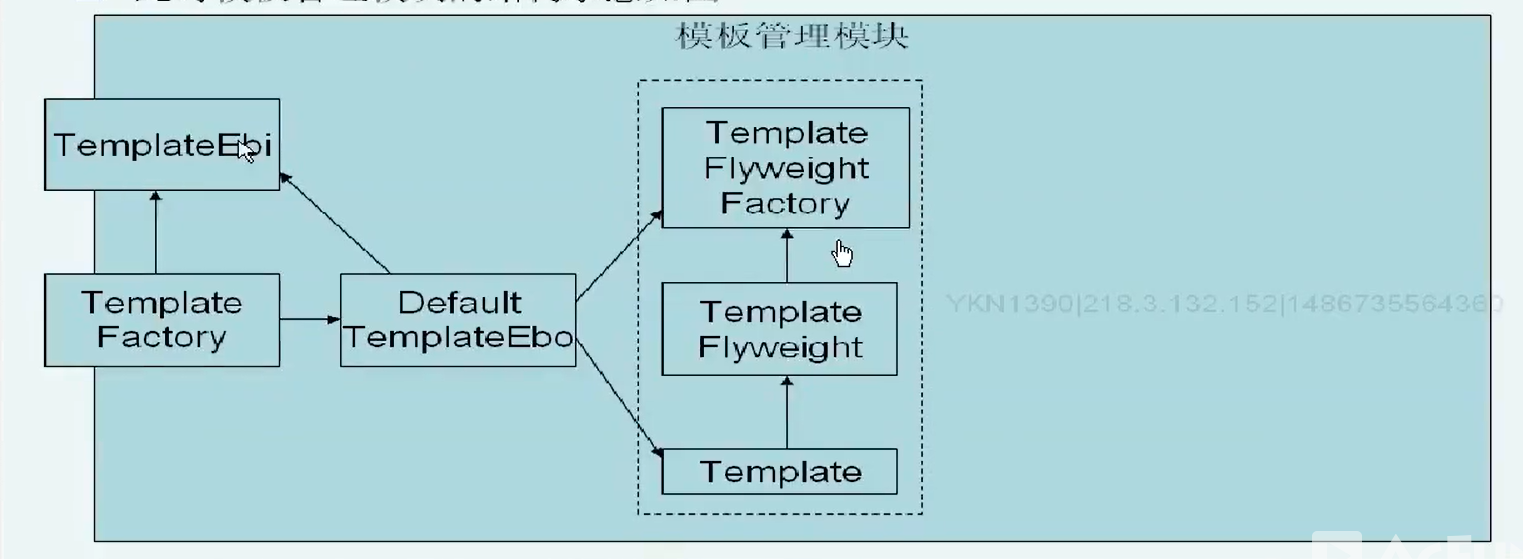 模板管理模块
TemplateEbi
Template
Flyweight
Factory
Template
Factory
Default
TemplateEbo
Template
Flyweight
YKN1390|218.3.132.152|1486735564360
Template